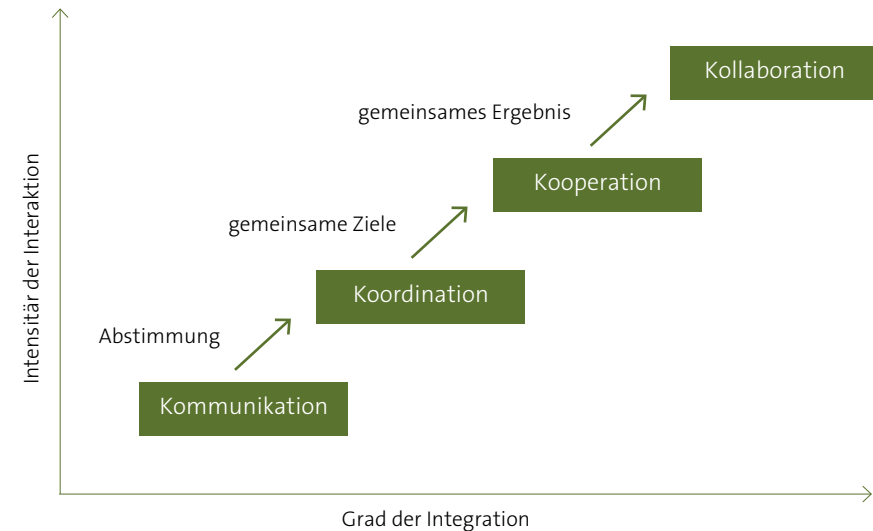 Kollaboration
gemeinsames Ergebnis
Kooperation
gemeinsame Ziele
Koordination
Abstimmung
Kommunikation
Intensitär der Interaktion
Grad der Integration